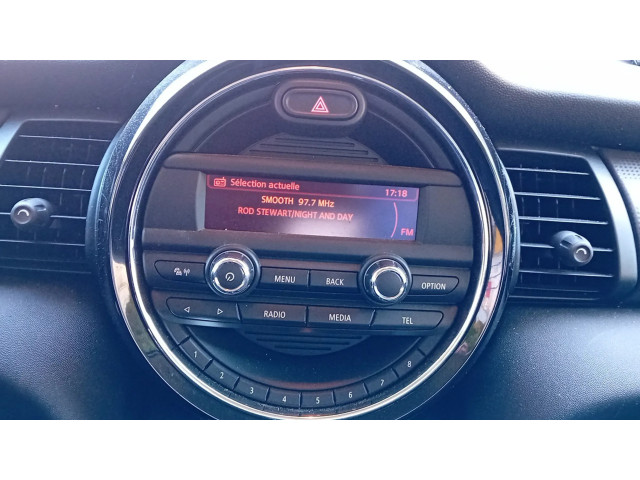 Sélection actuelle 17:18
SMOOTH 97.7 MHz
ROD STEWART/NIGHT AND DAY
FM
MENU BACK OPTION
RADIO MEDIA TEL
1 2 3 4 5 6 7 8